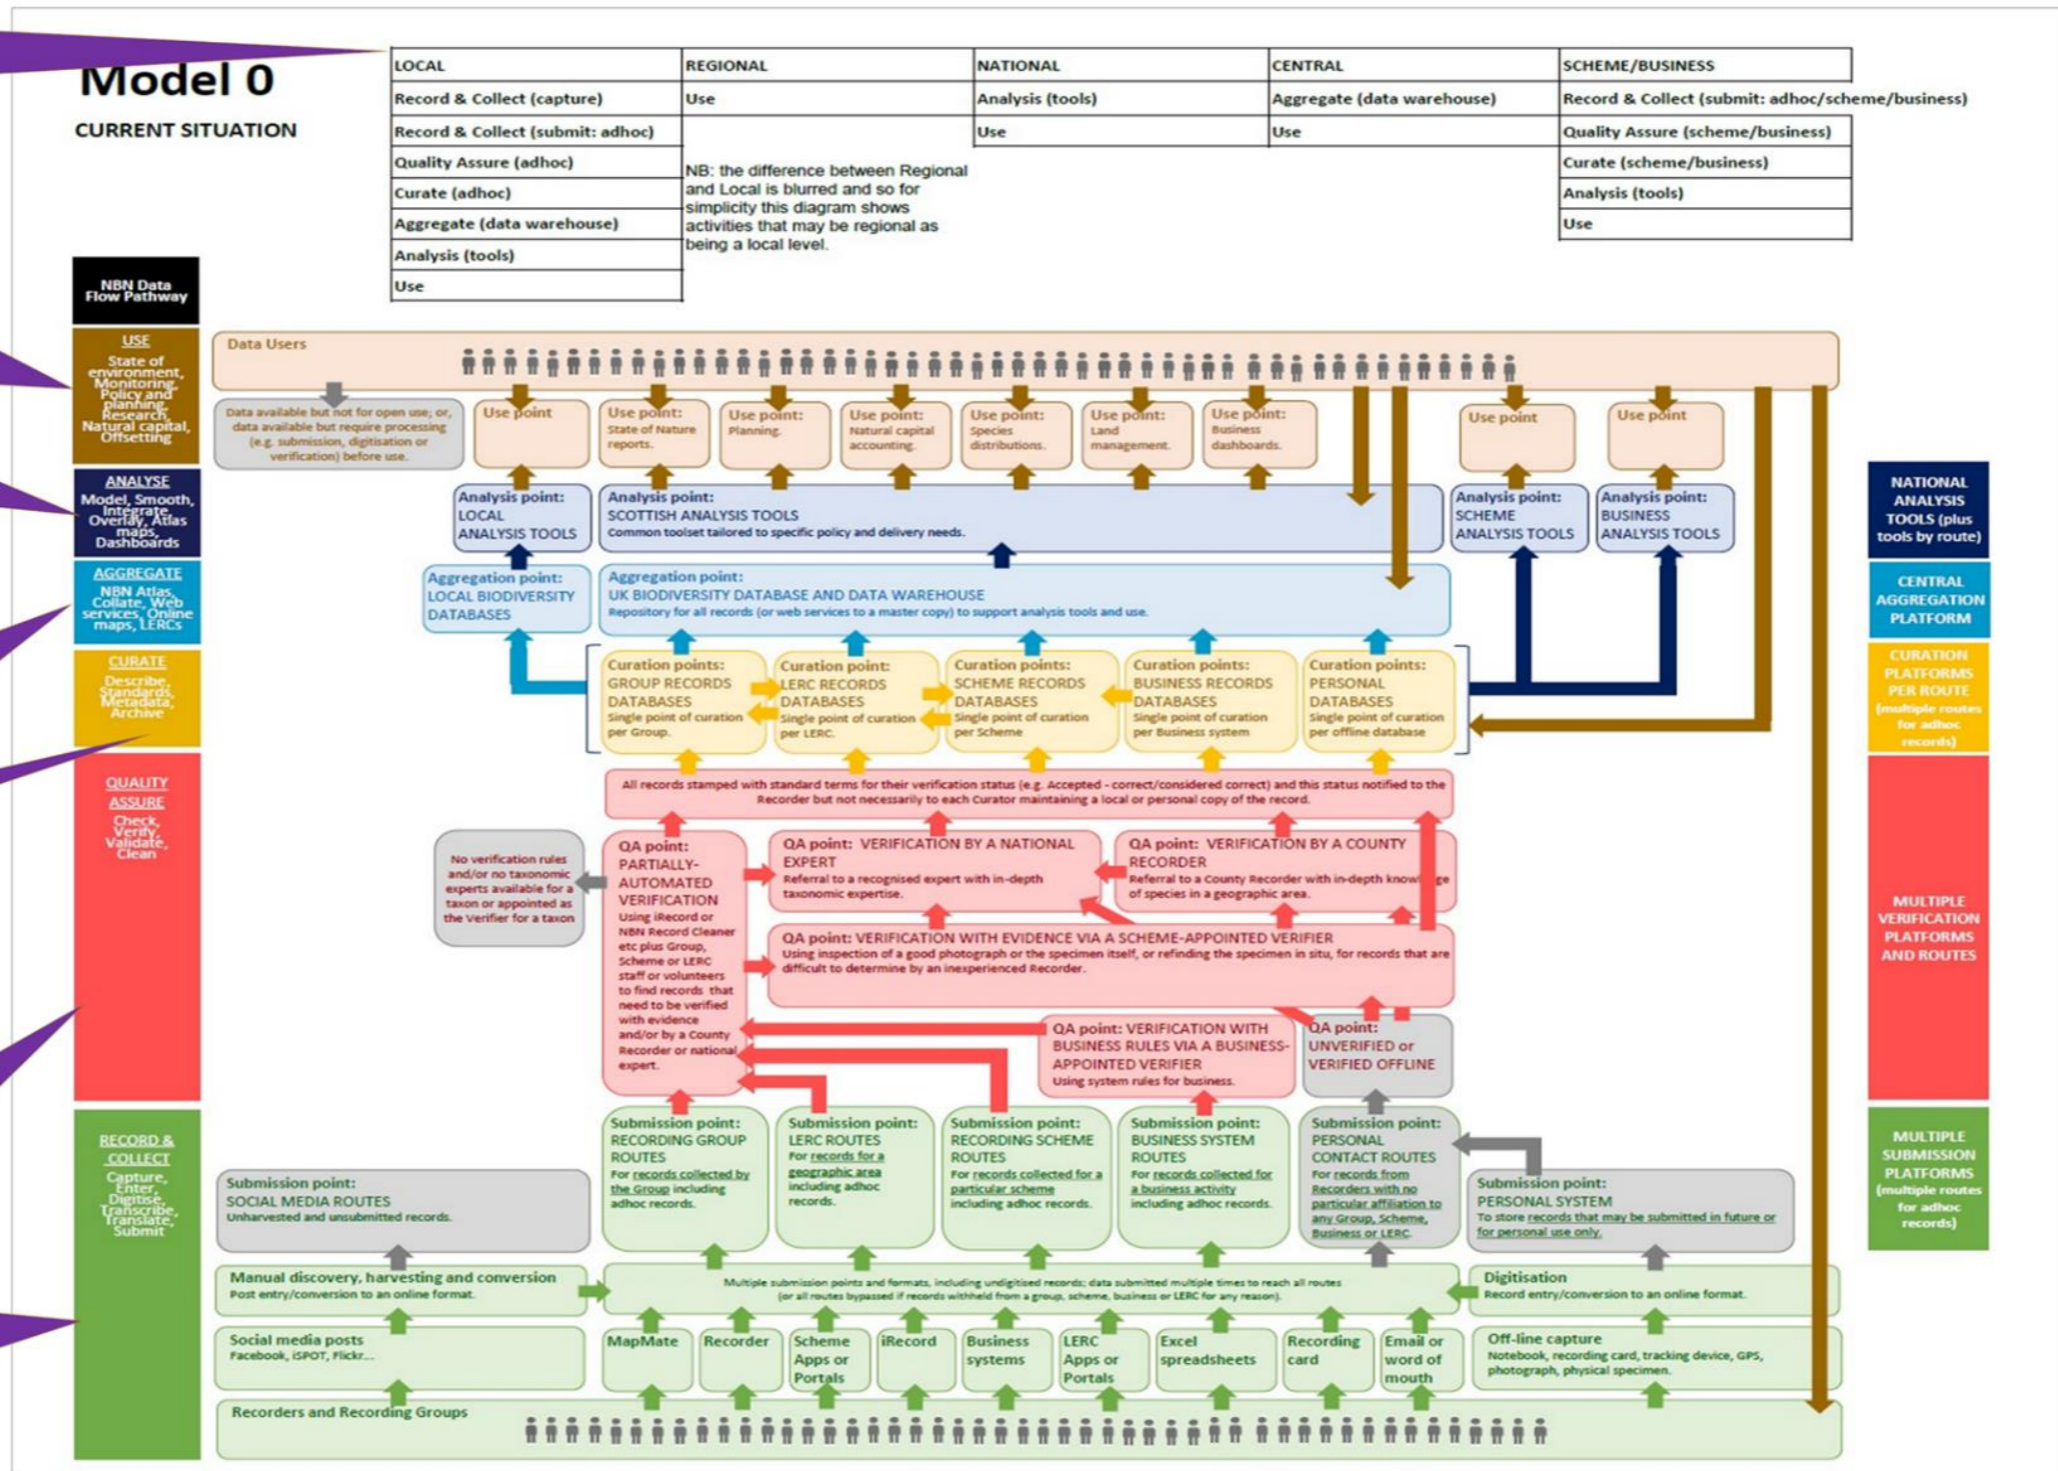 Model 0
CURRENT SITUATION
LOCAL
Record & Collect (capture)
Record & Collect (submit: adhoc)
Quality Assure (adhoc)
Curate (adhoc)
Aggregate (data warehouse)
Analysis (tools)
Use
REGIONAL
Use
NB: the difference between Regional
and Local is blurred and so for
simplicity this diagram shows
activities that may be regional as
being a local level.
NATIONAL
Analysis (tools)
Use
CENTRAL
Aggregate (data warehouse)
Use
SCHEME/BUSINESS
Record & Collect (submit: adhoc/scheme/business)
Quality Assure (scheme/business)
Curate (scheme/business)
Analysis (tools)
Use
NBN Data
Flow Pathway
USE
State of
environment,
Monitoring,
Policy and
planning,
Research,
Natural capital,
Offsetting
Data Users
Data available but not for open use; or,
data available but require processing
(e.g. submission, digitisation or
verification) before use.
Use point
Use point:
State of Nature
reports.
Use point:
Planning.
Use point:
Natural capital
accounting.
Use point:
Species
distributions.
Use point:
Land
management.
Use point:
Business
dashboards.
Use point
Use point
ANALYSE
Model, Smooth,
Integrate,
Overlay, Atlas
maps,
Dashboards
Analysis point:
LOCAL
ANALYSIS TOOLS
Analysis point:
SCOTTISH ANALYSIS TOOLS
Common toolset tailored to specific policy and delivery needs.
Analysis point:
SCHEME
ANALYSIS TOOLS
Analysis point:
BUSINESS
ANALYSIS TOOLS
NATIONAL
ANALYSIS
TOOLS (plus
tools by route)
AGGREGATE
NBN Atlas,
Collate, Web
services, Online
maps, LERCs
Aggregation point:
LOCAL BIODIVERSITY
DATABASES
Aggregation point:
UK BIODIVERSITY DATABASE AND DATA WAREHOUSE
Repository for all records (or web services to a master copy) to support analysis tools and use.
CENTRAL
AGGREGATION
PLATFORM
CURATE
Describe,
Standards,
Metadata,
Archive
Curation points:
GROUP RECORDS
DATABASES
Single point of curation
per Group.
Curation point:
LERC RECORDS
DATABASES
Single point of curation
per LERC.
Curation points:
SCHEME RECORDS
DATABASES
Single point of curation
per Scheme
Curation points:
BUSINESS RECORDS
DATABASES
Single point of curation
per Business system
Curation points:
PERSONAL
DATABASES
Single point of curation
per offline database
CURATION
PLATFORMS
PER ROUTE
(multiple routes
for adhoc
records)
QUALITY
ASSURE
Check,
Verify,
Validate,
Clean
All records stamped with standard terms for their verification status (e.g. Accepted - correct/considered correct) and this status notified to the
Recorder but not necessarily to each Curator maintaining a local or personal copy of the record.
No verification rules
and/or no taxonomic
experts available for a
taxon or appointed as
the Verifier for a taxon
QA point:
PARTIALLY-
AUTOMATED
VERIFICATION
Using iRecord or
NBN Record Cleaner
etc plus Group,
Scheme or LERC
staff or volunteers
to find records that
need to be verified
with evidence
and/or by a County
Recorder or national
expert.
QA point: VERIFICATION BY A NATIONAL
EXPERT
Referral to a recognised expert with in-depth
taxonomic expertise.
QA point: VERIFICATION BY A COUNTY
RECORDER
Referral to a County Recorder with in-depth
of species in a geographic area.
QA point: VERIFICATION WITH EVIDENCE VIA A SCHEME-APPOINTED VERIFIER
Using inspection of a good photograph or the specimen itself, or refinding the specimen in situ, for records that are
difficult to determine by an inexperienced Recorder.
QA point: VERIFICATION WITH
BUSINESS RULES VIA A BUSINESS-
APPOINTED VERIFIER
Using system rules for business.
QA point:
UNVERIFIED or
VERIFIED OFFLINE
MULTIPLE
VERIFICATION
PLATFORMS
AND ROUTES
RECORD &
COLLECT
Capture,
Enter,
Digitise,
Transcribe,
Translate,
Submit
Submission point:
SOCIAL MEDIA ROUTES
Unharvested and unsubmitted records.
Submission point:
RECORDING GROUP
ROUTES
For records collected by
the Group including
adhoc records.
Submission point:
LERC ROUTES
For records for a
geographic area
including adhoc
records.
Submission point:
RECORDING SCHEME
ROUTES
For records collected for a
particular scheme
including adhoc records.
Submission point:
BUSINESS SYSTEM
ROUTES
For records collected for
a business activity
including adhoc records.
Submission point:
PERSONAL
CONTACT ROUTES
For records from
Recorders with no
particular affiliation to
any Group, Scheme,
Business or LERC.
Submission point:
PERSONAL SYSTEM
To store records that may be submitted in future or
for personal use only.
MULTIPLE
SUBMISSION
PLATFORMS
(multiple routes
for adhoc
records)
Manual discovery, harvesting and conversion
Post entry/conversion to an online format.
Multiple submission points and formats, including undigitised records; data submitted multiple times to reach all routes
(or all routes bypassed if records withheld from a group, scheme, business or LERC for any reason).
Digitisation
Record entry/conversion to an online format.
Social media posts
Facebook, iSPOT, Flickr...
MapMate
Recorder
Scheme
Apps or
Portals
iRecord
Business
systems
LERC
Apps or
Portals
Excel
spreadsheets
Recording
card
Email or
word of
mouth
Off-line capture
Notebook, recording card, tracking device, GPS,
photograph, physical specimen.
Recorders and Recording Groups